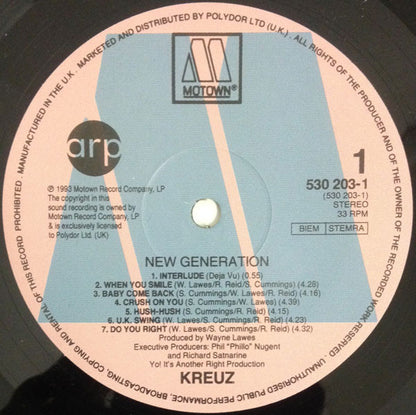 MANUFACTURED IN THE U.K. MARKETED AND DISTRIBUTED BY POLYDOR LTD (U.K.). ALL RIGHTS OF THE PRODUCER AND OF THE OWNER OF THE RECORDED WORK RESERVED. UNAUTHORISED PUBLIC PERFORMANCE, BROADCASTING, COPYING AND RE-RENTAL OF THIS RECORD PROHIBITED.
M
MOTOWN®
arp
1
℗ 1993 Motown Record Company, LP
The copyright in this
sound recording is owned by
Motown Record Company, LP
& is exclusively licensed
to Polydor Ltd. (UK)
530 203-1
(530 203-1)
STEREO
33 RPM
BIEM STEMRA
NEW GENERATION
1. INTERLUDE (Deja Vu) (0.55)
2. WHEN YOU SMILE (W. Lawes/R. Reid/S. Cummings) (4.28)
3. BABY COME BACK (W. Lawes/R. Reid/S. Cummings) (4.16)
4. CRUSH ON YOU (S. Cummings/W. Lawes) (4.39)
5. HUSH-HUSH (W. Lawes/S. Cummings/R. Reid) (4.15)
6. U.K. SWING (W. Lawes/S. Cummings/R. Reid) (4.23)
7. DO YOU RIGHT (W. Lawes/S. Cummings/R. Reid) (4.32)
Produced by Wayne Lawes
Executive Producers: Phil "Phillo" Nugent
and Richard Satnarine
Yo! It's Another Right Production
KREUZ